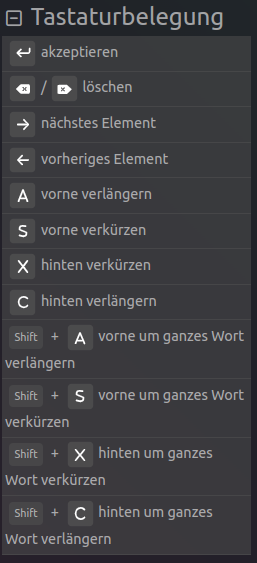 Tastaturbelegung
akzeptieren
/ löschen
nächstes Element
vorheriges Element
A vorne verlängern
S vorne verkürzen
X hinten verkürzen
C hinten verlängern
Shift + A vorne um ganzes Wort
verlängern
Shift + S vorne um ganzes Wort
verkürzen
Shift + X hinten um ganzes
Wort verkürzen
Shift + C hinten um ganzes
Wort verlängern